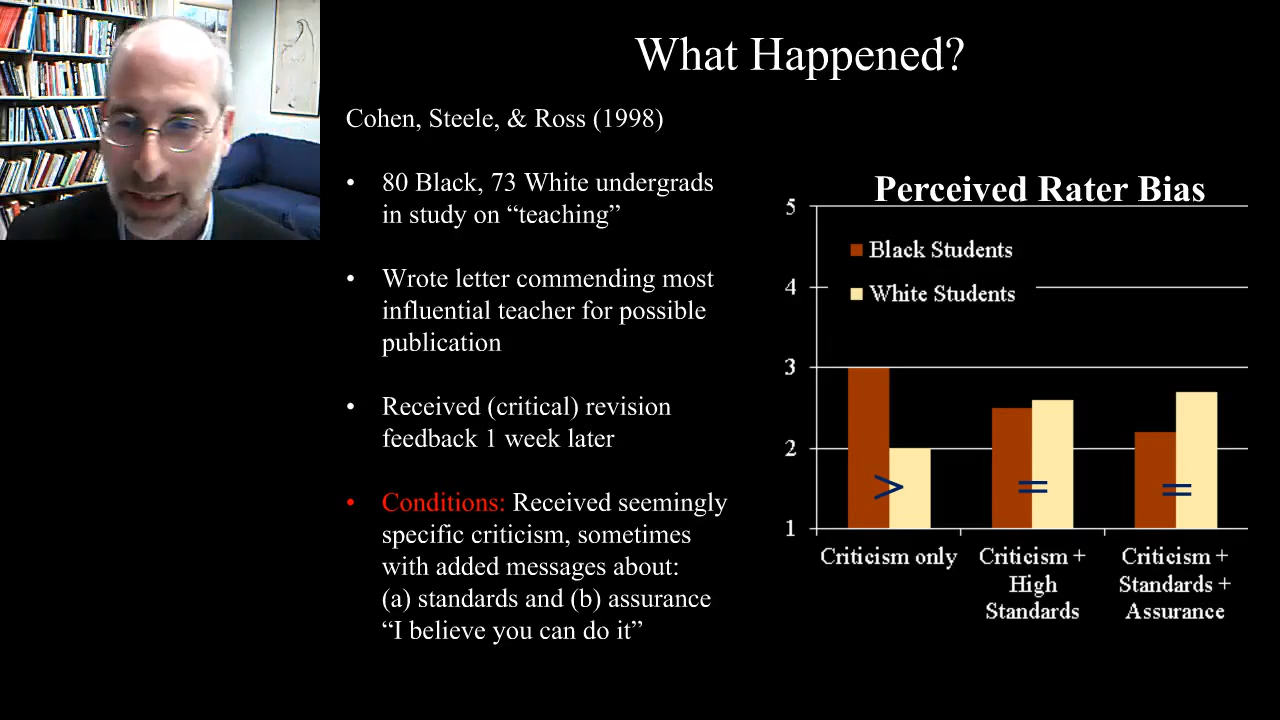 What Happened?
Cohen, Steele, & Ross (1998)
• 80 Black, 73 White undergrads
in study on “teaching”
• Wrote letter commending most
influential teacher for possible
publication
• Received (critical) revision
feedback 1 week later
• Conditions: Received seemingly
specific criticism, sometimes
with added messages about:
(a) standards and (b) assurance
“I believe you can do it”
Perceived Rater Bias
5
Black Students
4
White Students
3
2
> = =
1
Criticism only
Criticism +
High
Standards
Criticism +
Standards +
Assurance